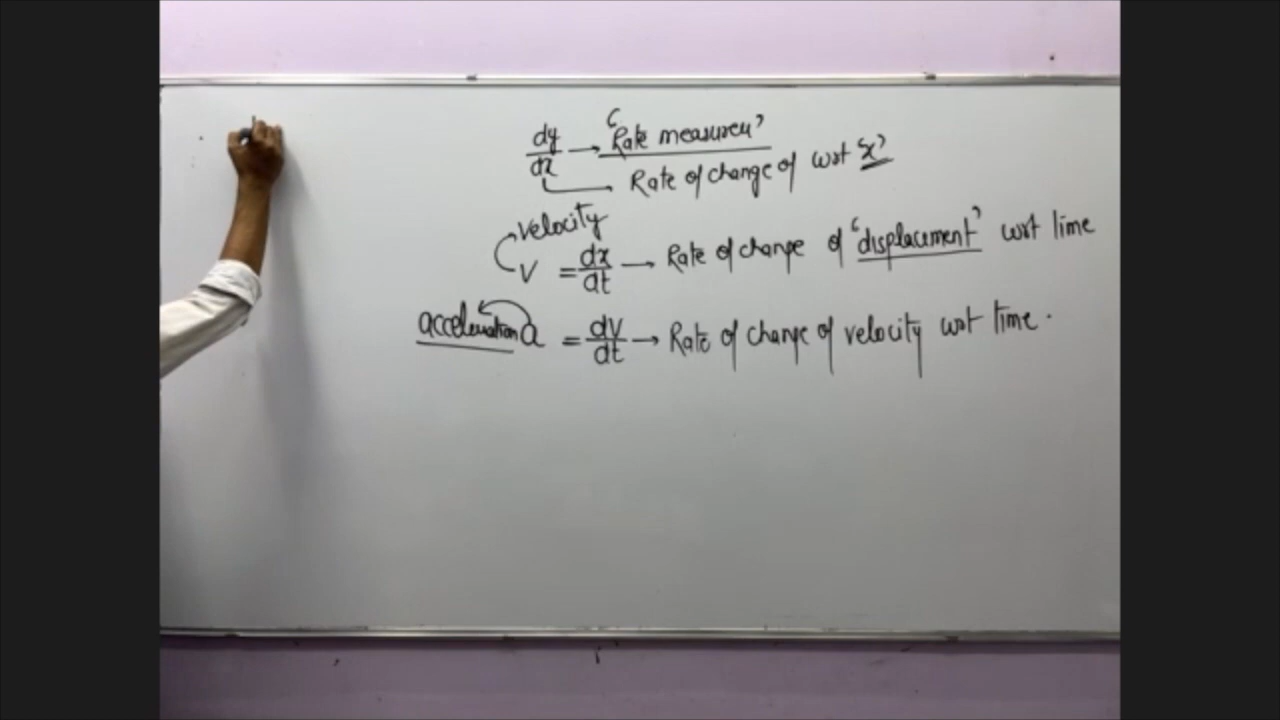 dy/dx → ‘Rate measurer’
Rate of change of wrt ‘x’
velocity
V = dx/dt → Rate of change of ‘displacement’ wrt time
acceleration a = dv/dt → Rate of change of velocity wrt time.